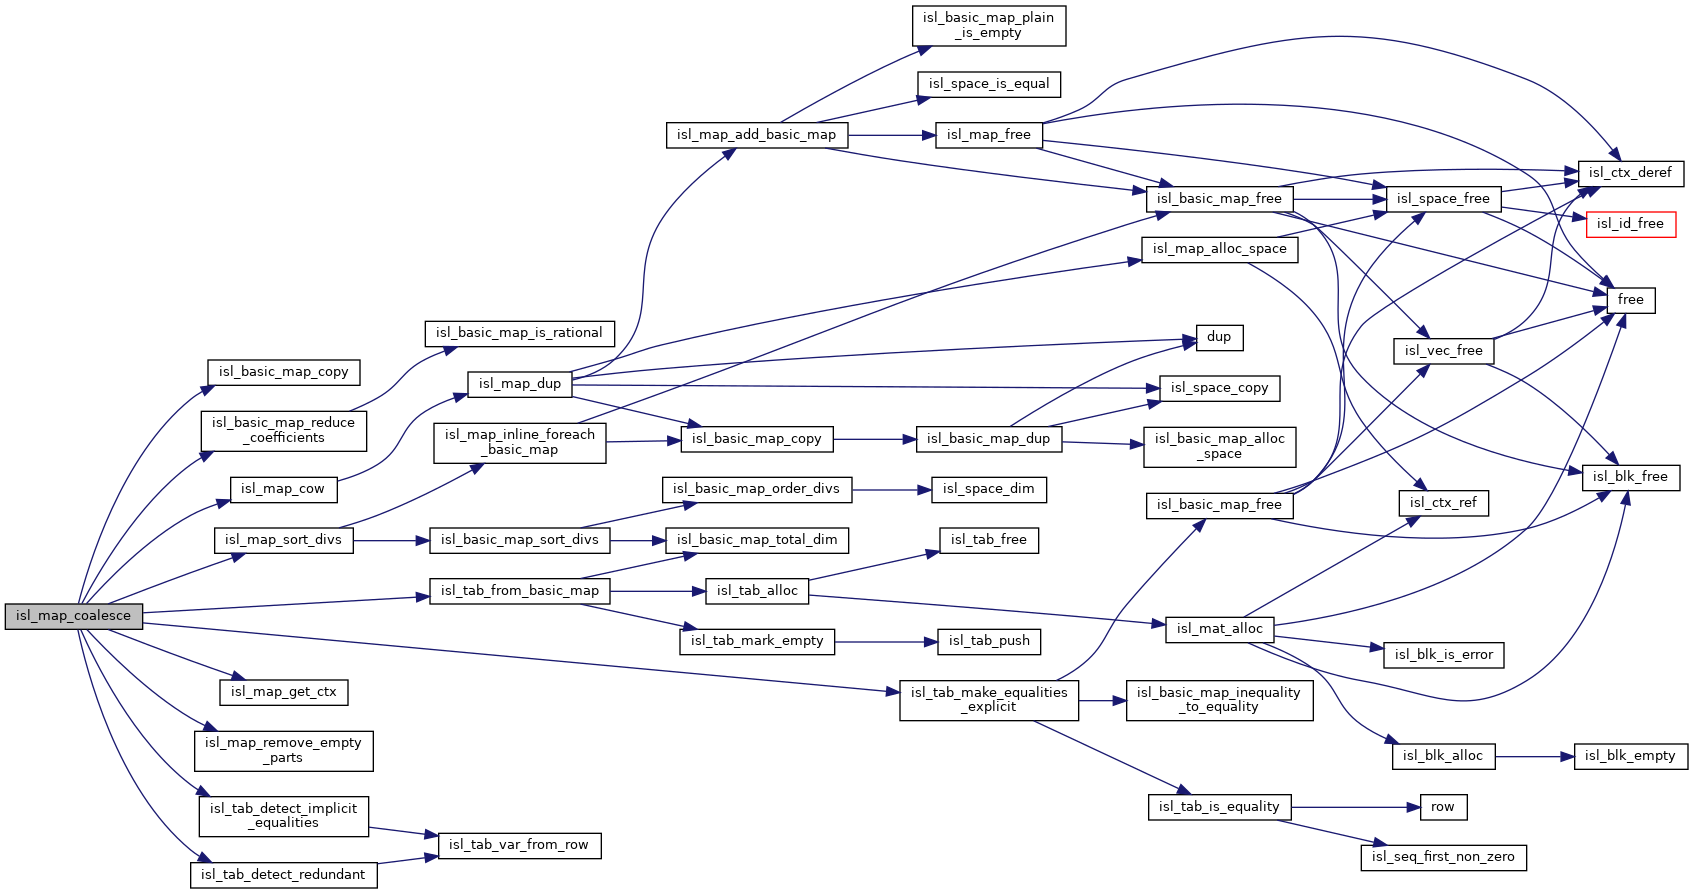 isl_map_coalesce
isl_basic_map_copy
isl_basic_map_reduce
_coefficients
isl_map_cow
isl_map_sort_divs
isl_tab_from_basic_map
isl_map_get_ctx
isl_map_remove_empty
_parts
isl_tab_detect_implicit
_equalities
isl_tab_detect_redundant
isl_basic_map_is_rational
isl_map_dup
isl_map_inline_foreach
_basic_map
isl_basic_map_sort_divs
isl_tab_var_from_row
isl_map_add_basic_map
isl_basic_map_copy
isl_basic_map_order_divs
isl_basic_map_total_dim
isl_tab_alloc
isl_tab_mark_empty
isl_basic_map_plain
_is_empty
isl_space_is_equal
isl_map_free
isl_basic_map_dup
isl_space_dim
isl_tab_free
isl_tab_push
isl_tab_make_equalities
_explicit
isl_basic_map_free
isl_map_alloc_space
dup
isl_space_copy
isl_basic_map_alloc
_space
isl_basic_map_free
isl_mat_alloc
isl_basic_map_inequality
_to_equality
isl_tab_is_equality
isl_space_free
isl_vec_free
isl_ctx_ref
isl_blk_is_error
isl_blk_alloc
row
isl_seq_first_non_zero
isl_ctx_deref
isl_id_free
free
isl_blk_free
isl_blk_empty